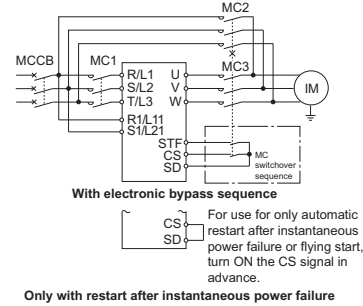 MC2
MCCB MC1 MC3
R/L1 U
S/L2 V IM
T/L3 W
R1/L11
S1/L21
STF
CS MC
SD switchover
sequence
With electronic bypass sequence
CS
SD
For use for only automatic
restart after instantaneous
power failure or flying start,
turn ON the CS signal in
advance.
Only with restart after instantaneous power failure